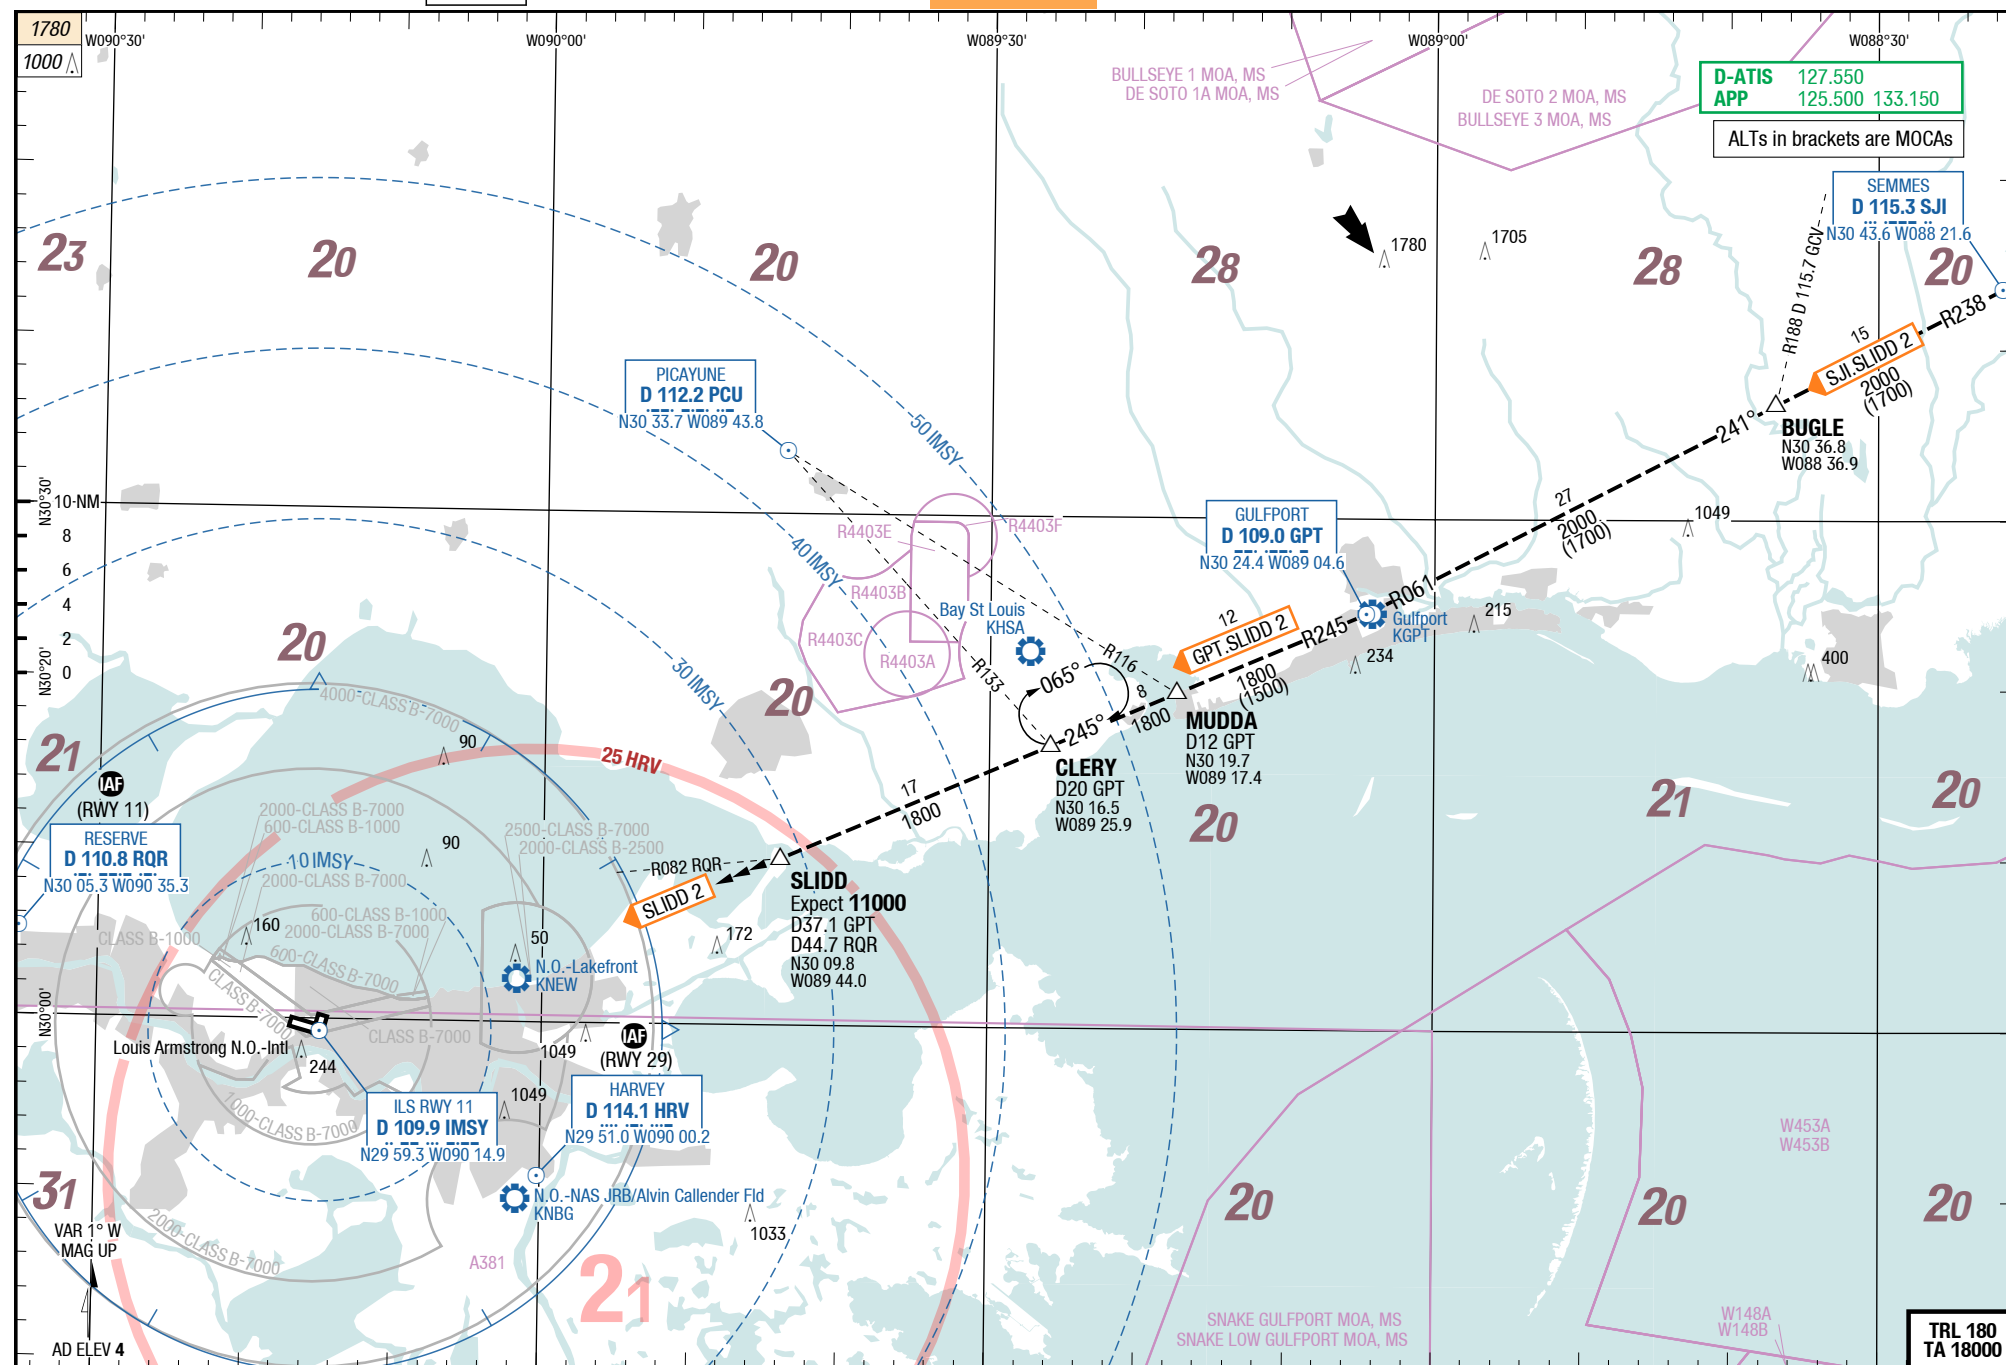 1780
1000
W090°30'
W090°00'
W089°30'
W089°00'
W088°30'
BULLSEYE 1 MOA, MS
DE SOTO 1A MOA, MS
DE SOTO 2 MOA, MS
BULLSEYE 3 MOA, MS
D-ATIS 127.550
APP 125.500 133.150
ALTs in brackets are MOCAs
SEMMES
D 115.3 SJI
N30 43.6 W088 21.6
23
20
20
28
1780
1705
28
20
R188 D 115.7 GCV
R238
15
SJI.SLIDD 2
2000
(1700)
PICAYUNE
D 112.2 PCU
N30 33.7 W089 43.8
50 IMSY
241°
BUGLE
N30 36.8
W088 36.9
N30°30'
10 NM
8
6
4
2
0
N30°20'
R4403E
R4403F
R4403B
R4403C
R4403A
40 IMSY
GULFPORT
D 109.0 GPT
N30 24.4 W089 04.6
27
2000
(1700)
1049
R061
Bay St Louis
KHSA
12
GPT.SLIDD 2
R245
Gulfport
KGPT
215
234
400
1800
(1500)
20
20
30 IMSY
R133
R116
065°
8
245°
1800
MUDDA
D12 GPT
N30 19.7
W089 17.4
4000-CLASS B-7000
90
25 HRV
21
IAF
(RWY 11)
CLERY
D20 GPT
N30 16.5
W089 25.9
17
1800
20
21
20
2000-CLASS B-7000
600-CLASS B-1000
2500-CLASS B-7000
2000-CLASS B-2500
RESERVE
D 110.8 RQR
N30 05.3 W090 35.3
90
10 IMSY
2000-CLASS B-7000
R082 RQR
SLIDD 2
SLIDD
Expect 11000
D37.1 GPT
D44.7 RQR
N30 09.8
W089 44.0
172
600-CLASS B-1000
2000-CLASS B-7000
160
CLASS B-1000
600-CLASS B-7000
CLASS B-7000
50
N.O.-Lakefront
KNEW
N30°00'
CLASS B-7000
Louis Armstrong N.O.-Intl
244
1049
IAF
(RWY 29)
1049
HARVEY
D 114.1 HRV
N29 51.0 W090 00.2
ILS RWY 11
D 109.9 IMSY
N29 59.3 W090 14.9
1000-CLASS B-7000
W453A
W453B
31
N.O.-NAS JRB/Alvin Callender Fld
KNBG
1033
20
20
20
VAR 1° W
MAG UP
2000-CLASS B-7000
A381
21
SNAKE GULFPORT MOA, MS
SNAKE LOW GULFPORT MOA, MS
W148A
W148B
AD ELEV 4
TRL 180
TA 18000